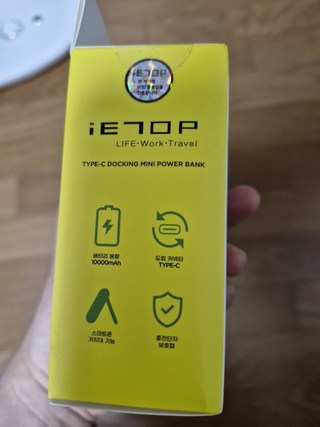 iETOP
iETOP
LIFE·Work·Travel
TYPE-C DOCKING MINI POWER BANK
배터리 용량
10000mAh
도킹 커넥터
TYPE-C
스마트폰
거치대 기능
충전단자
보호캡